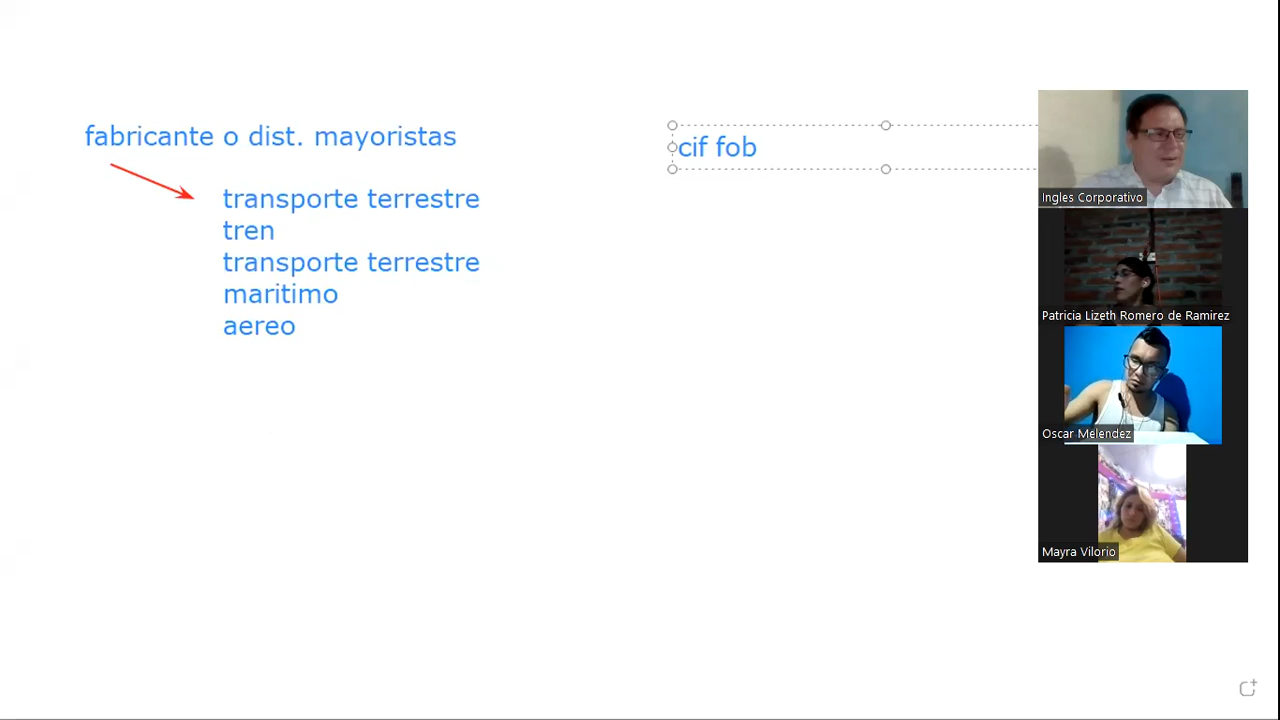 fabricante o dist. mayoristas
transporte terrestre
tren
transporte terrestre
maritimo
aereo
cif fob
Ingles Corporativo
Patricia Lizeth Romero de Ramirez
Oscar Melendez
Mayra Vilorio